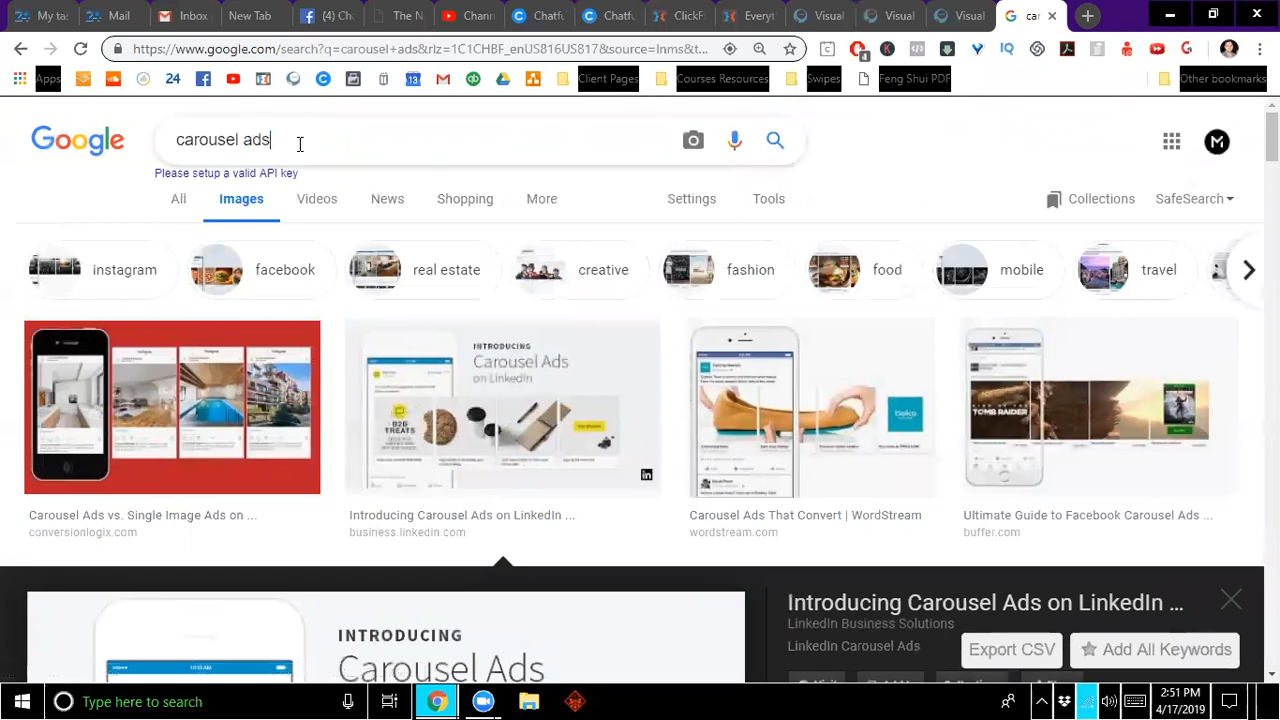 My ta
Mail
Inbox
New Tab
(4) Ch
The N
Chann
Chatfu
Chatfu
ClickF
Everyt
Visual
Visual
Visual
car
https://www.google.com/search?q=carousel+ads&rlz=1C1CHBF_enUS816US817&source=lnms&t...
Apps
24
13
Client Pages
Courses Resources
Swipes
Feng Shui PDF
Other bookmarks
Google
carousel ads
Please setup a valid API key
All
Images
Videos
News
Shopping
More
Settings
Tools
Collections
SafeSearch
instagram
facebook
real estate
creative
fashion
food
mobile
travel
INTRODUCING
Carousel Ads
on LinkedIn
B2B
TREATS
beko
TOMB RAIDER
Carousel Ads vs. Single Image Ads on ...
conversionlogix.com
Introducing Carousel Ads on LinkedIn ...
business.linkedin.com
Carousel Ads That Convert | WordStream
wordstream.com
Ultimate Guide to Facebook Carousel Ads ...
buffer.com
INTRODUCING
Carousel Ads
Introducing Carousel Ads on LinkedIn ...
LinkedIn Business Solutions
LinkedIn Carousel Ads
Export CSV
Add All Keywords
Type here to search
2:51 PM
4/17/2019